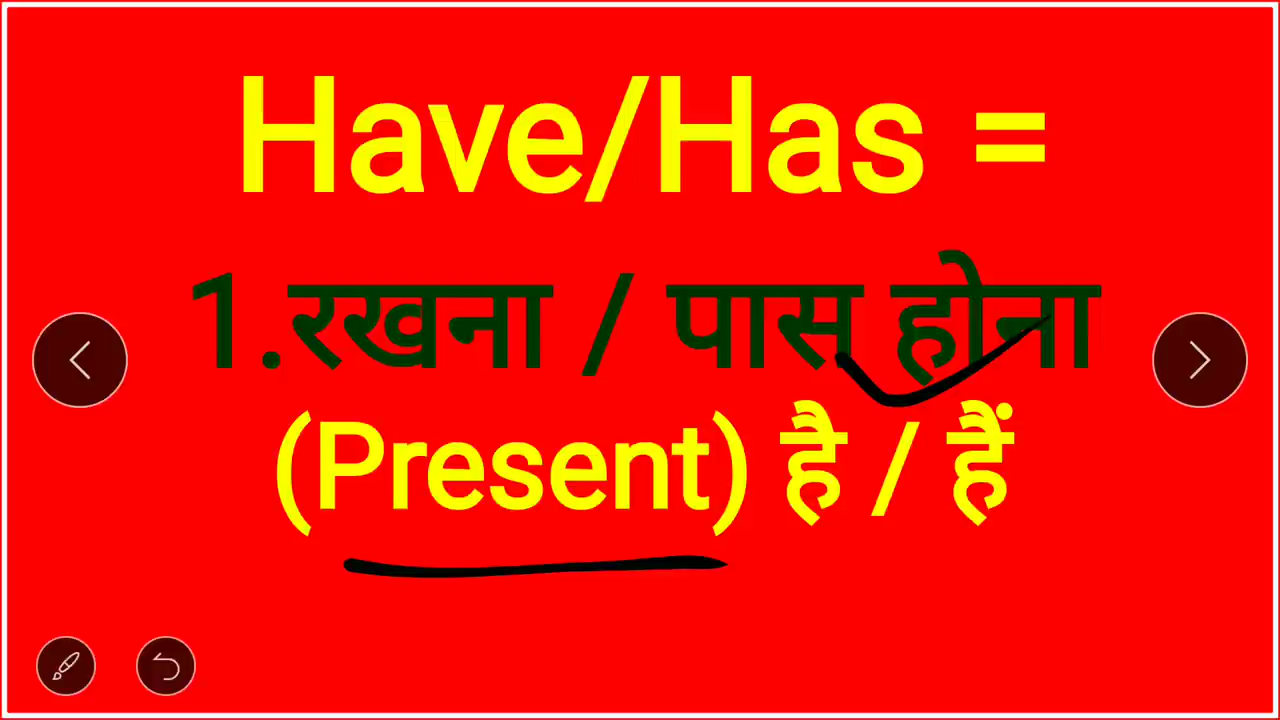 Have/Has =
1.रखना / पास होना
(Present) है / हैं